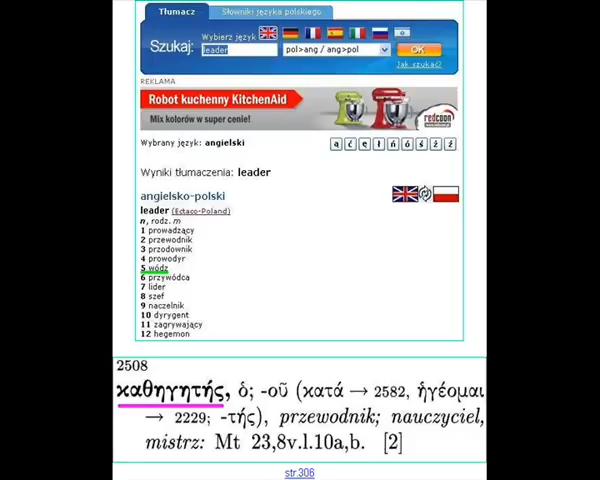 Tłumacz
Słowniki języka polskiego
Wybierz język
Szukaj:
leader
pol>ang / ang>pol
OK
Jak szukać?
REKLAMA
Robot kuchenny KitchenAid
Mix kolorów w super cenie!
redcoon
Wybrany język: angielski
ą ć ę ł ń ó ś ż ź
Wyniki tłumaczenia: leader
angielsko-polski
leader (Ectaco-Poland)
n, rodz. m
1 prowadzący
2 przewodnik
3 przodownik
4 prowodyr
5 wódz
6 przywódca
7 lider
8 szef
9 naczelnik
10 dyrygent
11 zagrywający
12 hegemon
2508
καθηγητής, ὁ; -οῦ (κατά → 2582, ἡγέομαι
→ 2229; -τής), przewodnik; nauczyciel,
mistrz: Mt 23,8v.l.10a,b. [2]
str.306